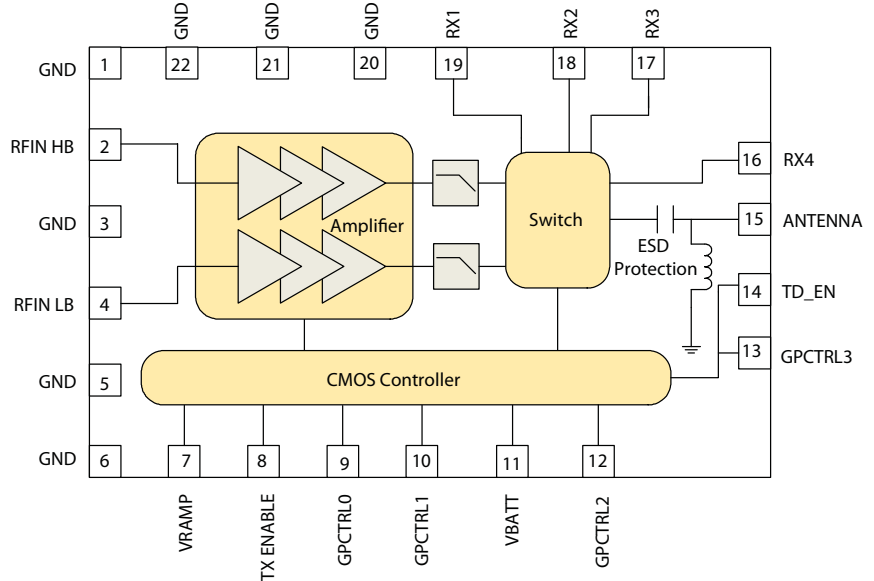 GND
GND
GND
RX1
RX2
RX3
GND
1
22
21
20
19
18
17
RFIN HB
2
16
RX4
GND
3
Amplifier
Switch
15
ANTENNA
ESD
Protection
RFIN LB
4
14
TD_EN
13
GPCTRL3
GND
5
CMOS Controller
GND
6
7
8
9
10
11
12
VRAMP
TX ENABLE
GPCTRL0
GPCTRL1
VBATT
GPCTRL2